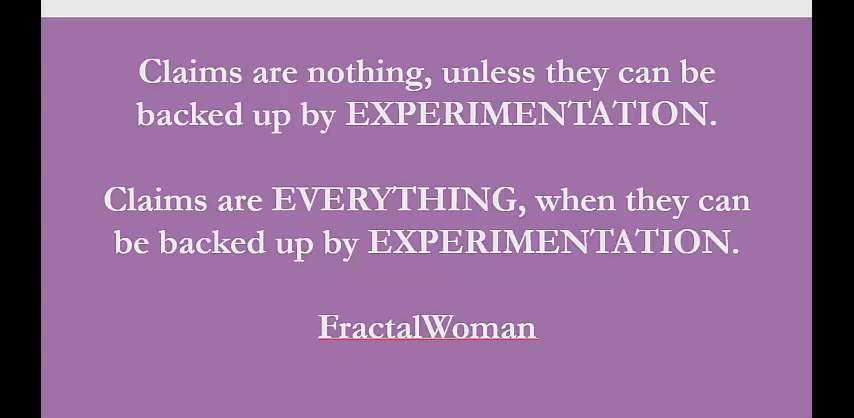 Claims are nothing, unless they can be
backed up by EXPERIMENTATION.
Claims are EVERYTHING, when they can
be backed up by EXPERIMENTATION.
FractalWoman